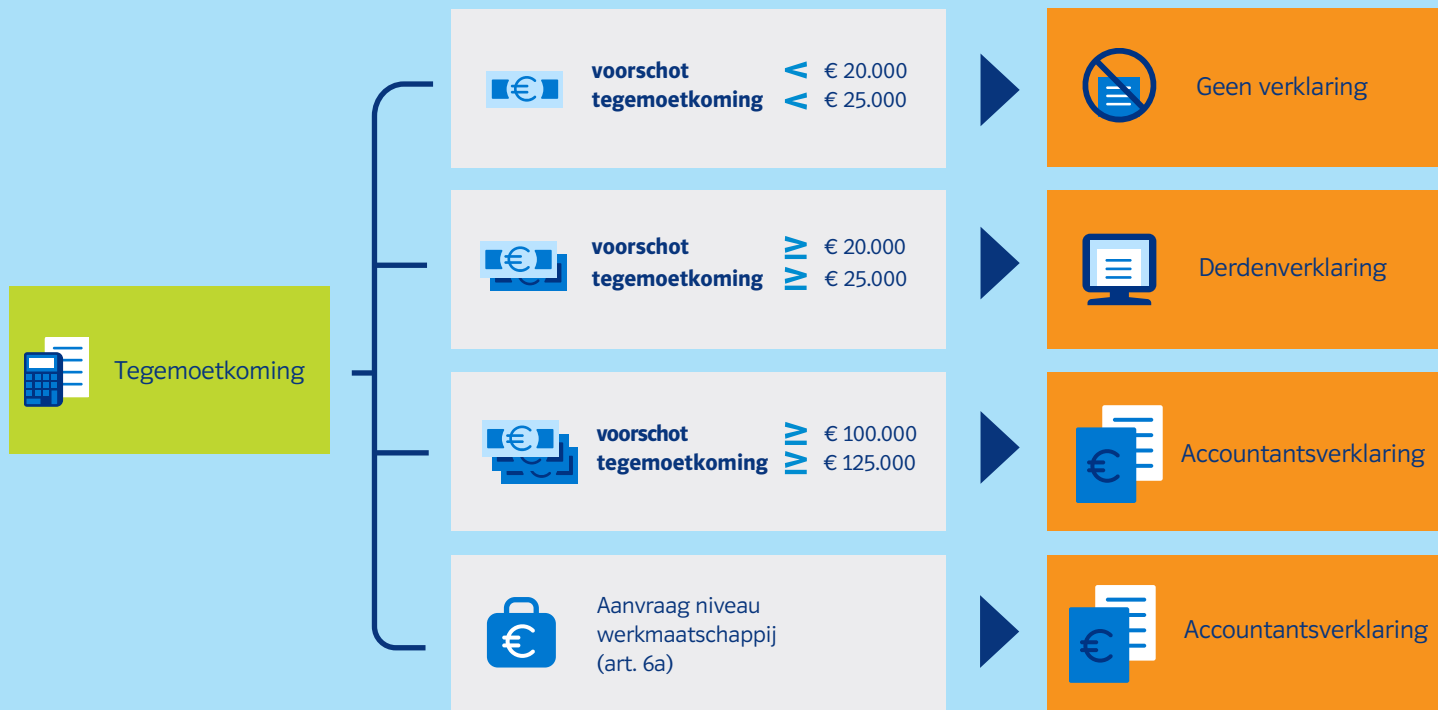 Tegemoetkoming
voorschot < € 20.000
tegemoetkoming < € 25.000
Geen verklaring
voorschot ≥ € 20.000
tegemoetkoming ≥ € 25.000
Derdenverklaring
voorschot ≥ € 100.000
tegemoetkoming ≥ € 125.000
Accountantsverklaring
Aanvraag niveau
werkmaatschappij
(art. 6a)
Accountantsverklaring